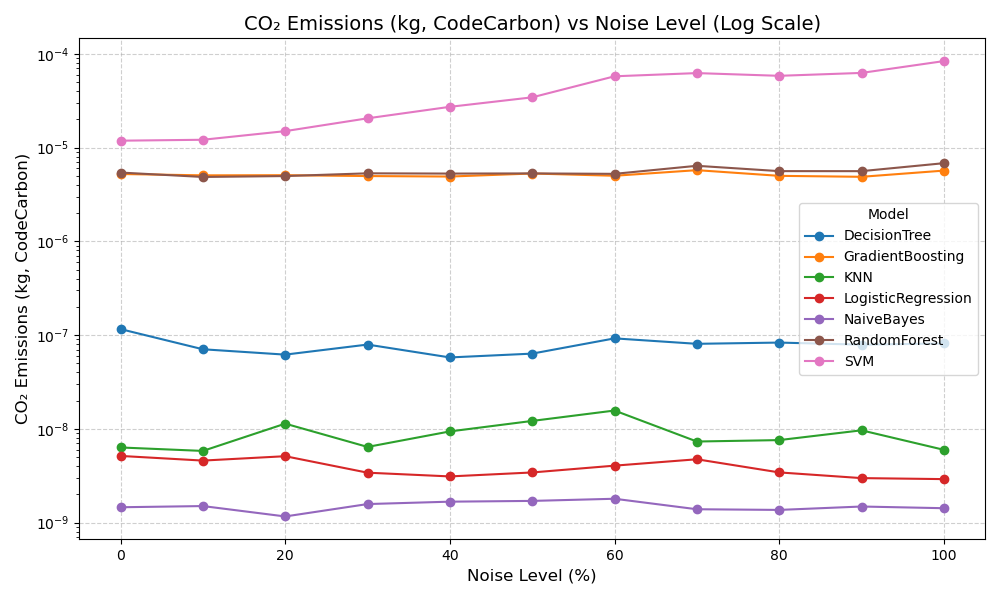 CO₂ Emissions (kg, CodeCarbon) vs Noise Level (Log Scale)
CO₂ Emissions (kg, CodeCarbon)
10⁻⁴
10⁻⁵
10⁻⁶
10⁻⁷
10⁻⁸
10⁻⁹
Model
DecisionTree
GradientBoosting
KNN
LogisticRegression
NaiveBayes
RandomForest
SVM
0 20 40 60 80 100
Noise Level (%)